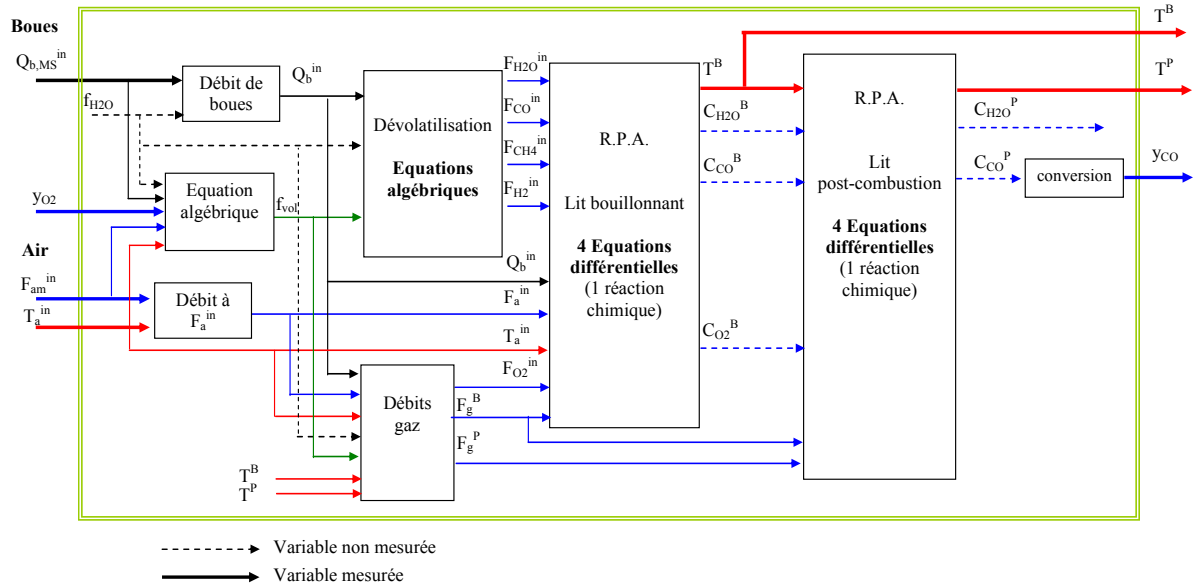 Boues
Q_b,MS^in
f_H2O
y_O2
Air
F_am^in
T_a^in
Débit de
boues
Q_b^in
Equation
algébrique
f_vol
Débit à
F_a^in
Dévolatilisation
Equations
algébriques
F_H2O^in
F_CO^in
F_CH4^in
F_H2^in
Q_b^in
F_a^in
T_a^in
F_O2^in
Débits
gaz
F_g^B
F_g^P
T^B
T^P
R.P.A.
Lit bouillonnant
4 Equations
différentielles
(1 réaction
chimique)
T^B
C_H2O^B
C_CO^B
C_O2^B
R.P.A.
Lit
post-combustion
4 Equations
différentielles
(1 réaction
chimique)
T^B
T^P
C_H2O^P
C_CO^P
conversion
y_CO
Variable non mesurée
Variable mesurée